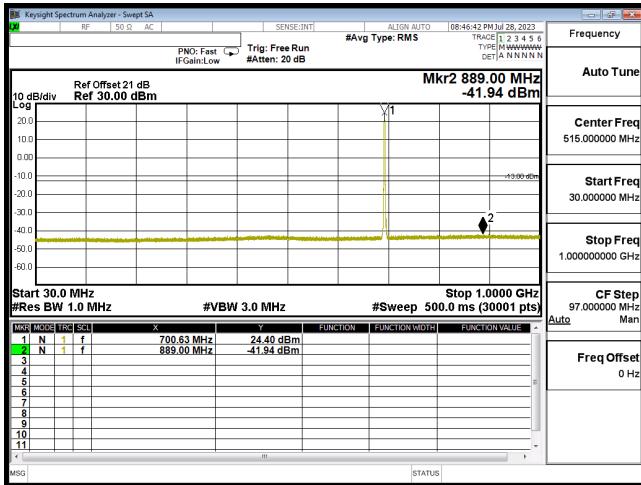 Keysight Spectrum Analyzer - Swept SA
LXI RF 50 Ω AC SENSE:INT ALIGN AUTO 08:46:42 PM Jul 28, 2023
Frequency
#Avg Type: RMS
TRACE 1 2 3 4 5 6
TYPE M WWWWW
DET A N N N N N
PNO: Fast
IFGain:Low
Trig: Free Run
#Atten: 20 dB
Auto Tune
Mkr2 889.00 MHz
-41.94 dBm
Ref Offset 21 dB
10 dB/div Ref 30.00 dBm
Log
20.0
10.0
0.00
-10.0
-20.0
-30.0
-40.0
-50.0
-60.0
1
-13.00 dBm
2
Center Freq
515.000000 MHz
Start Freq
30.000000 MHz
Stop Freq
1.000000000 GHz
Start 30.0 MHz Stop 1.0000 GHz
#Res BW 1.0 MHz #VBW 3.0 MHz #Sweep 500.0 ms (30001 pts)
CF Step
97.000000 MHz
Auto Man
MKR MODE TRC SCL X Y FUNCTION FUNCTION WIDTH FUNCTION VALUE
1 N 1 f 700.63 MHz 24.40 dBm
2 N 1 f 889.00 MHz -41.94 dBm
3
4
5
6
7
8
9
10
11
Freq Offset
0 Hz
MSG STATUS